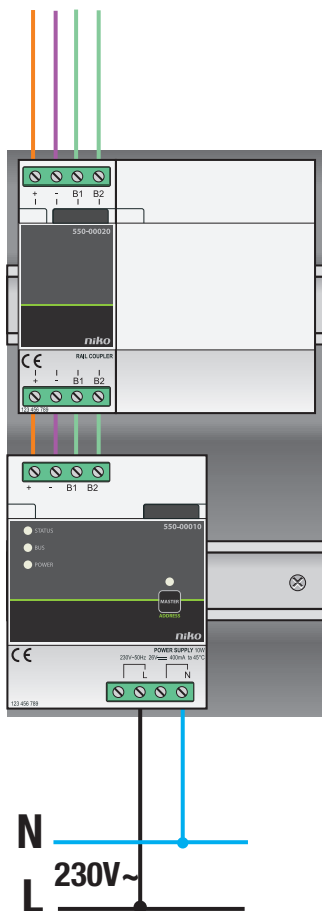 + - B1 B2
550-00020
niko
CE RAIL COUPLER
+ - B1 B2
123 456 789
+ - B1 B2
550-00010
STATUS
BUS
POWER
MASTER
ADDRESS
niko
CE POWER SUPPLY 10W
230V~50Hz 26V 400mA to 45°C
L N
123 456 789
N
230V~
L